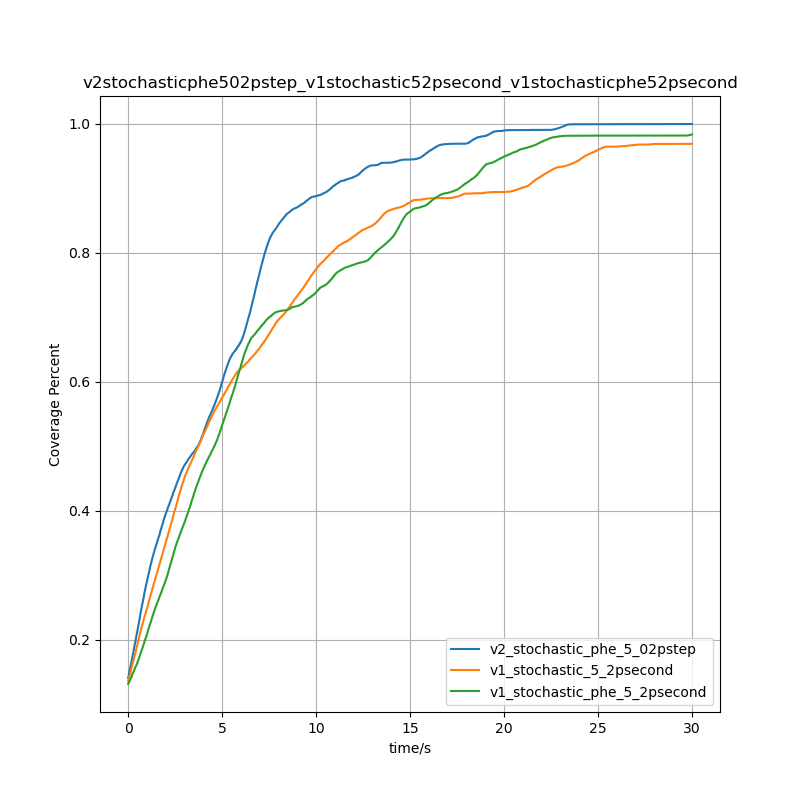 v2stochasticphe502pstep_v1stochastic52psecond_v1stochasticphe52psecond
1.0
0.8
0.6
0.4
0.2
Coverage Percent
0 5 10 15 20 25 30
time/s
v2_stochastic_phe_5_02pstep
v1_stochastic_5_2psecond
v1_stochastic_phe_5_2psecond